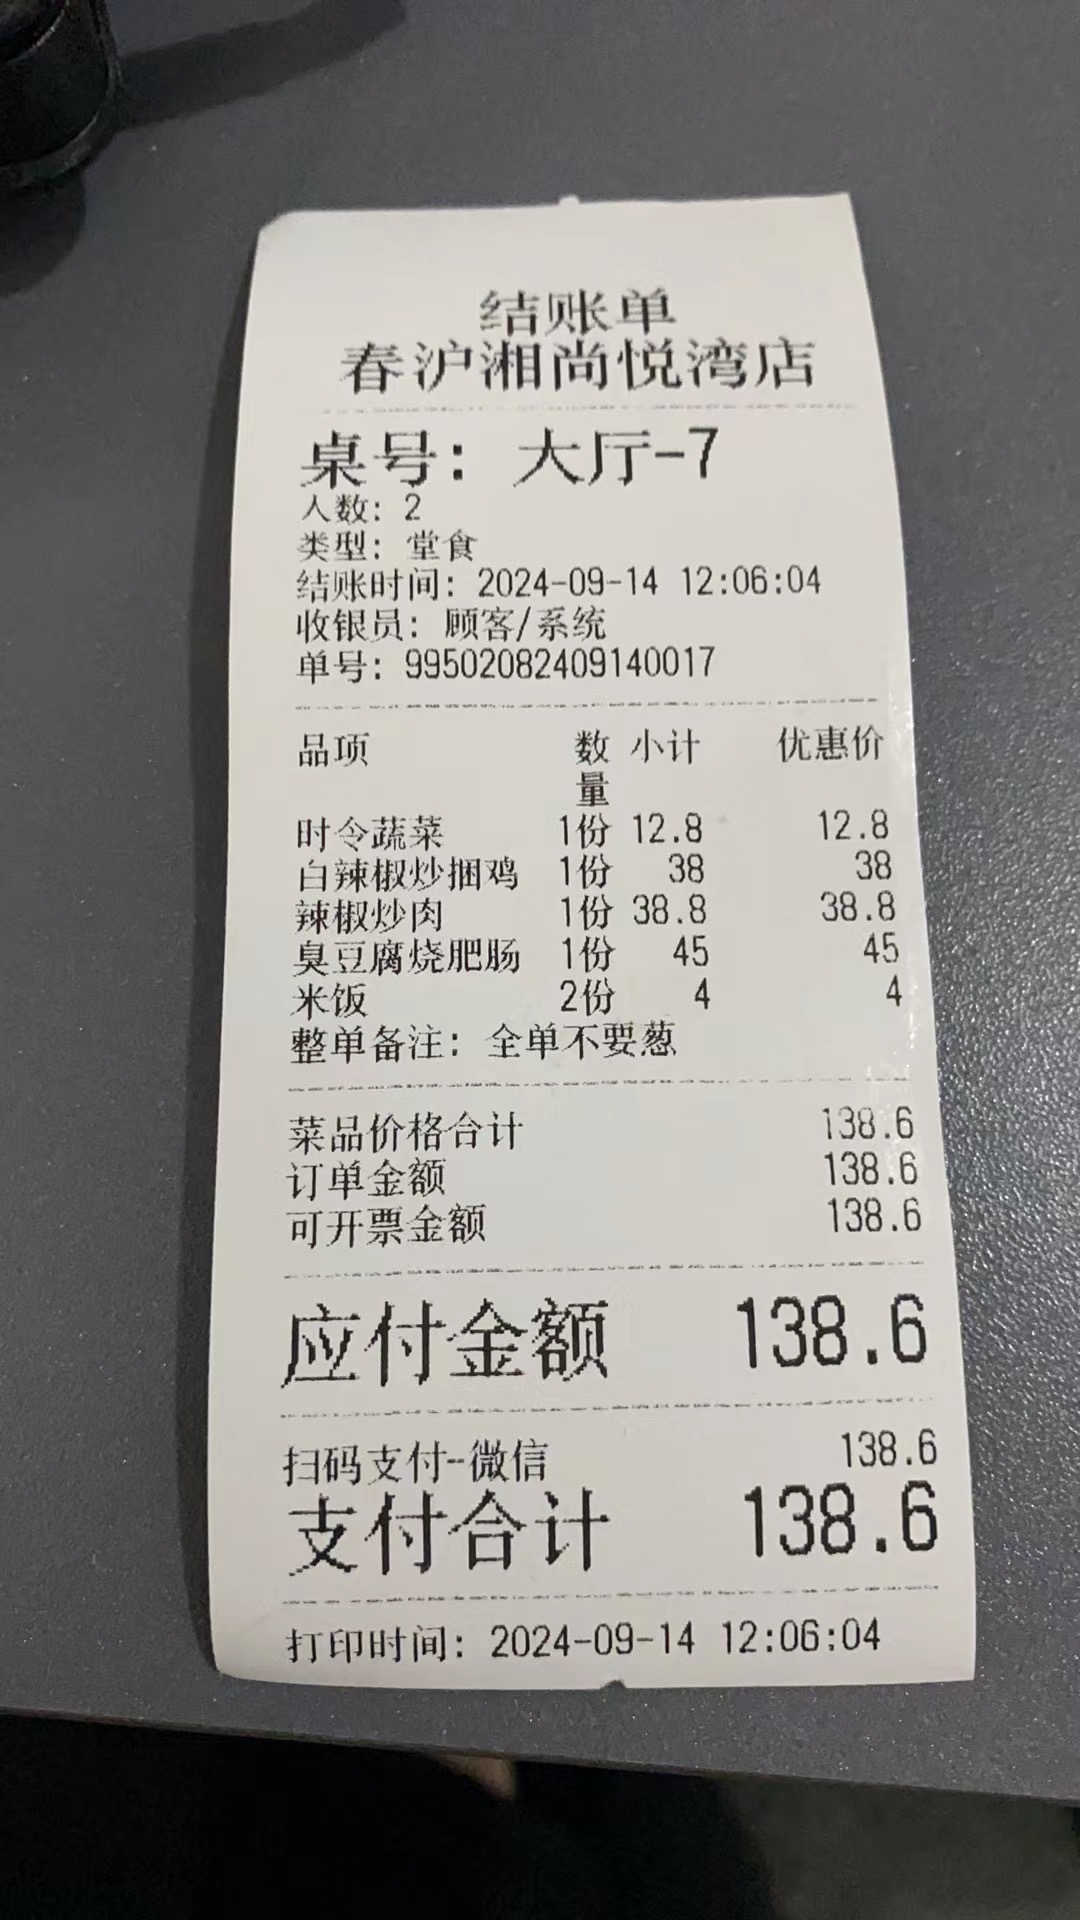 结账单
春沪湘尚悦湾店
桌号：大厅-7
人数：2
类型：堂食
结账时间：2024-09-14 12:06:04
收银员：顾客/系统
单号：99502082409140017
品项 数量 小计 优惠价
时令蔬菜 1份 12.8 12.8
白辣椒炒捆鸡 1份 38 38
辣椒炒肉 1份 38.8 38.8
臭豆腐烧肥肠 1份 45 45
米饭 2份 4 4
整单备注：全单不要葱
菜品价格合计 138.6
订单金额 138.6
可开票金额 138.6
应付金额 138.6
扫码支付-微信 138.6
支付合计 138.6
打印时间：2024-09-14 12:06:04